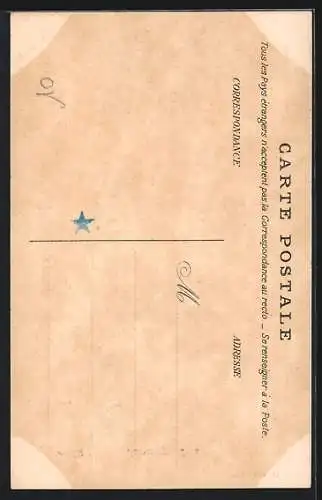 CARTE POSTALE
Tous les Pays étrangers n'acceptent pas la Correspondance au recto _ Se renseigner à la Poste.
CORRESPONDANCE
ADRESSE
M